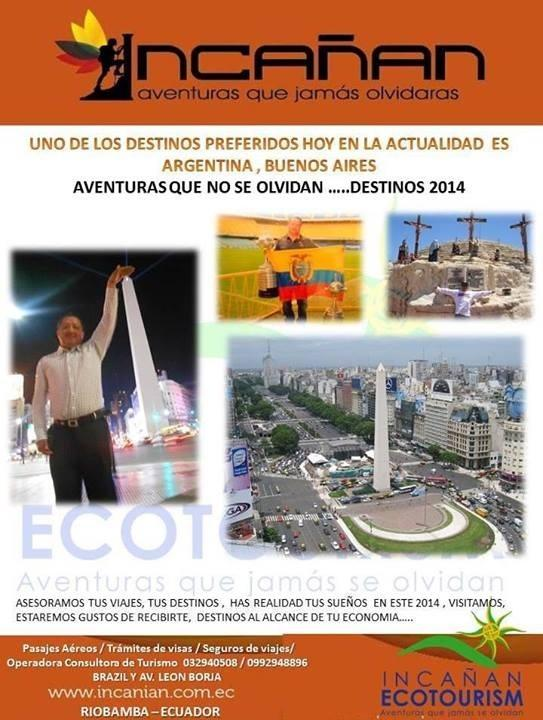 INCAÑAN
aventuras que jamás olvidaras
UNO DE LOS DESTINOS PREFERIDOS HOY EN LA ACTUALIDAD ES
ARGENTINA , BUENOS AIRES
AVENTURAS QUE NO SE OLVIDAN .....DESTINOS 2014
ECOTOURISM
Aventuras que jamás se olvidan
ASESORAMOS TUS VIAJES, TUS DESTINOS , HAS REALIDAD TUS SUEÑOS EN ESTE 2014 , VISITAMOS,
ESTAREMOS GUSTOS DE RECIBIRTE, DESTINOS AL ALCANCE DE TU ECONOMIA.....
Pasajes Aéreos / Trámites de visas / Seguros de viajes/
Operadora Consultora de Turismo 032940508 / 0992948896
BRAZIL Y AV. LEON BORJA
www.incanian.com.ec
RIOBAMBA – ECUADOR
INCAÑAN
ECOTOURISM
Aventuras que jamás se olvidan